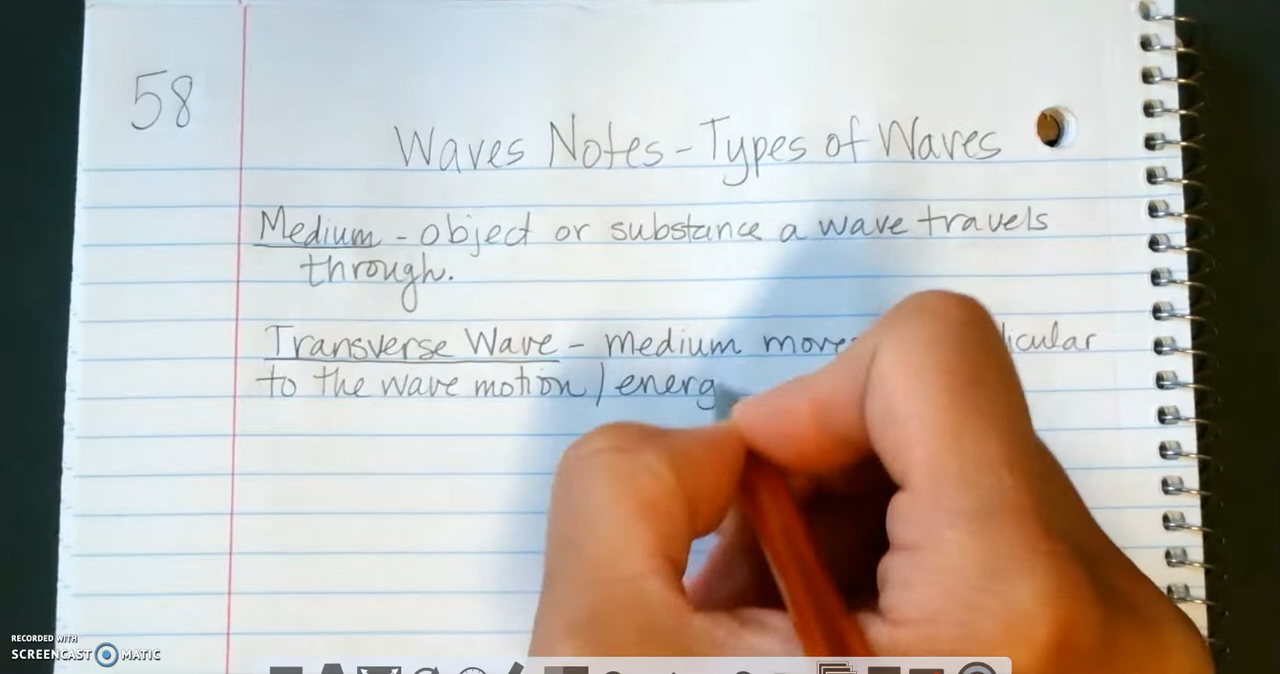 58
Waves Notes - Types of Waves
Medium - object or substance a wave travels
through.
Transverse Wave - medium
to the wave motion / energ
RECORDED WITH
SCREENCAST MATIC